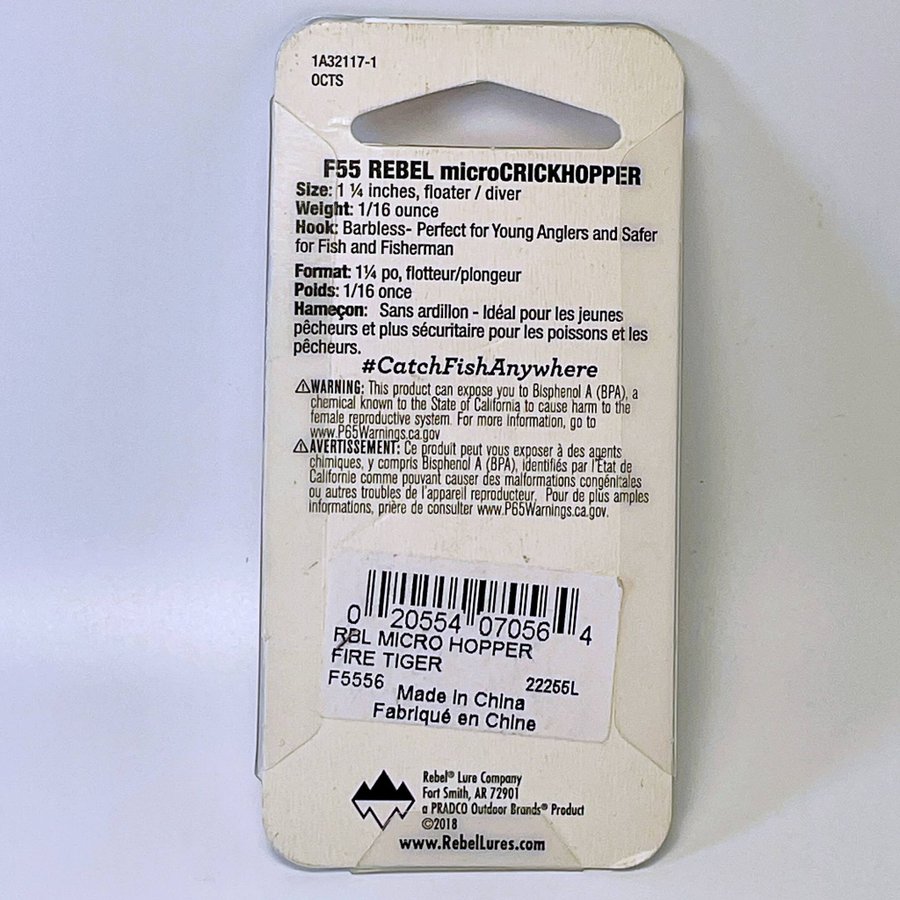 1A32117-1
OCTS
F55 REBEL microCRICKHOPPER
Size: 1 ¼ inches, floater / diver
Weight: 1/16 ounce
Hook: Barbless- Perfect for Young Anglers and Safer
for Fish and Fisherman
Format: 1¼ po, flotteur/plongeur
Poids: 1/16 once
Hameçon: Sans ardillon - Idéal pour les jeunes
pêcheurs et plus sécuritaire pour les poissons et les
pêcheurs.
#CatchFishAnywhere
⚠WARNING: This product can expose you to Bisphenol A (BPA), a
chemical known to the State of California to cause harm to the
female reproductive system. For more information, go to
www.P65Warnings.ca.gov
⚠AVERTISSEMENT: Ce produit peut vous exposer à des agents
chimiques, y compris Bisphenol A (BPA), identifiés par l'État de
Californie comme pouvant causer des malformations congénitales
ou autres troubles de l'appareil reproducteur. Pour de plus amples
informations, prière de consulter www.P65Warnings.ca.gov.
0 20554 07056 4
RBL MICRO HOPPER
FIRE TIGER
F5556 22255L
Made in China
Fabriqué en Chine
Rebel® Lure Company
Fort Smith, AR 72901
a PRADCO Outdoor Brands® Product
©2018
www.RebelLures.com